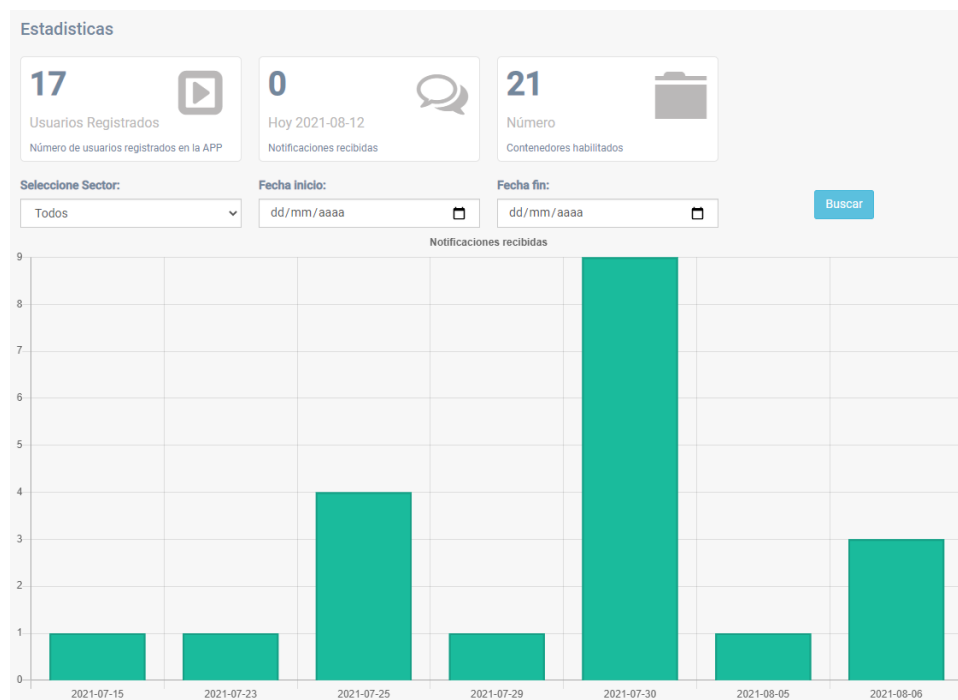 Estadisticas
17
Usuarios Registrados
Número de usuarios registrados en la APP
0
Hoy 2021-08-12
Notificaciones recibidas
21
Número
Contenedores habilitados
Seleccione Sector:
Todos
Fecha inicio:
dd/mm/aaaa
Fecha fin:
dd/mm/aaaa
Buscar
Notificaciones recibidas
9
8
7
6
5
4
3
2
1
0
2021-07-15 2021-07-23 2021-07-25 2021-07-29 2021-07-30 2021-08-05 2021-08-06